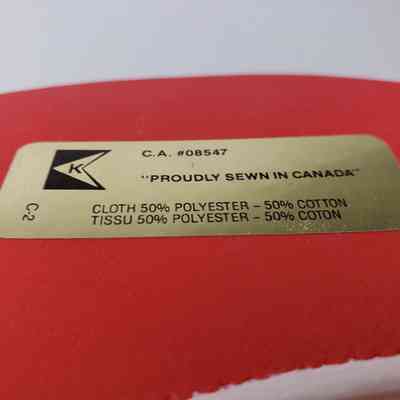 K
C.A. #08547
"PROUDLY SEWN IN CANADA"
C-2
CLOTH 50% POLYESTER - 50% COTTON
TISSU 50% POLYESTER - 50% COTON